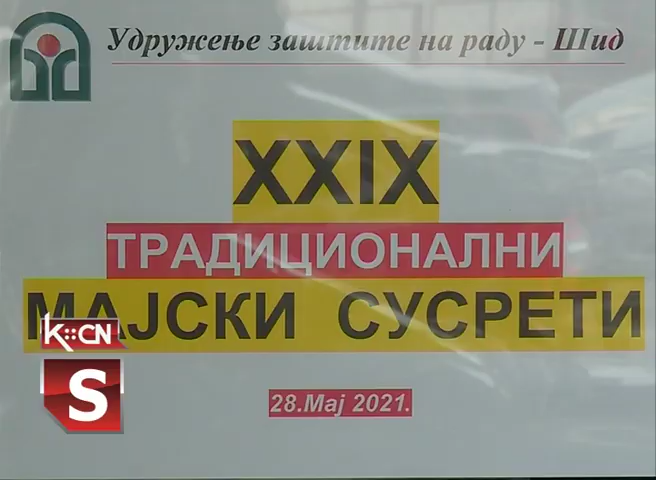 Удружење заштите на раду - Шид
XXIX
ТРАДИЦИОНАЛНИ
МАЈСКИ СУСРЕТИ
K::CN
S
28.Мај 2021.